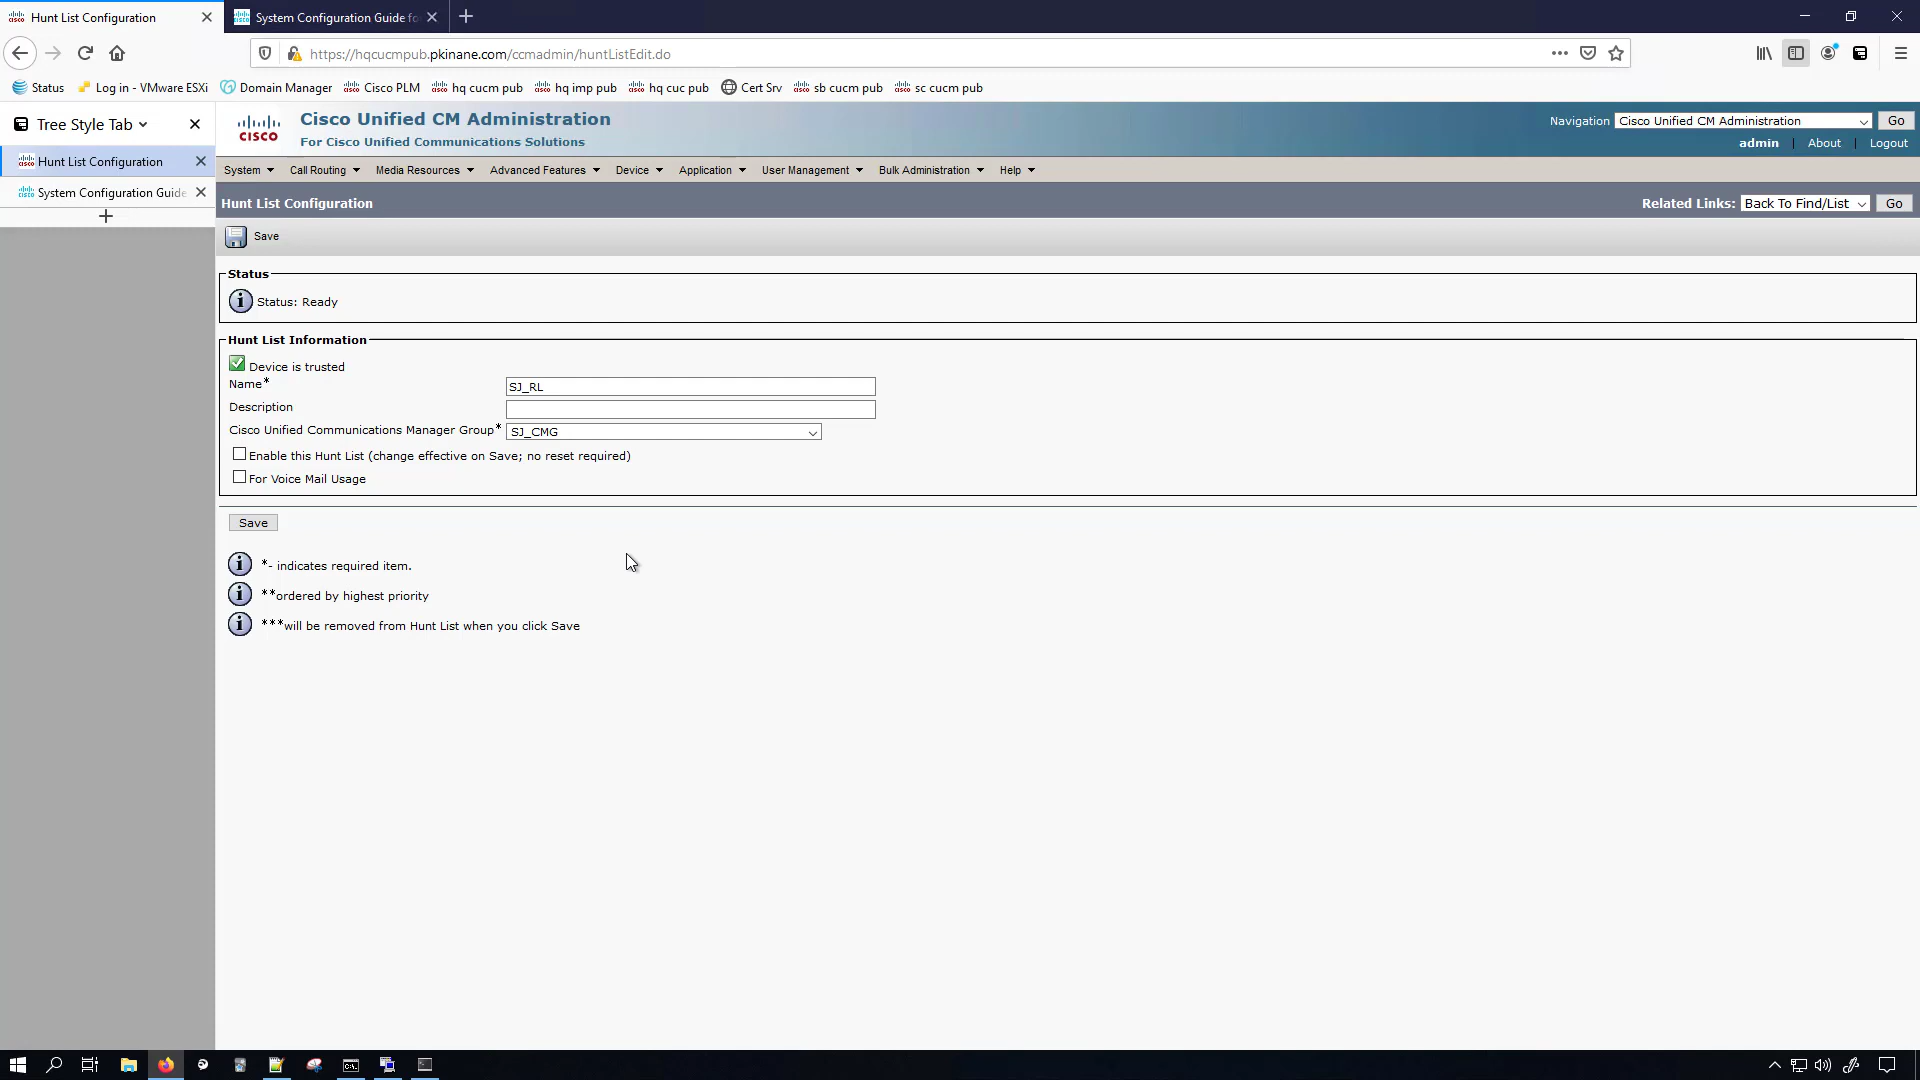 Hunt List Configuration
System Configuration Guide fo
https://hqcucmpub.pkinane.com/ccmadmin/huntListEdit.do
Status
Log in - VMware ESXi
Domain Manager
Cisco PLM
hq cucm pub
hq imp pub
hq cuc pub
Cert Srv
sb cucm pub
sc cucm pub
Tree Style Tab
Hunt List Configuration
System Configuration Guide
CISCO
Cisco Unified CM Administration
For Cisco Unified Communications Solutions
Navigation Cisco Unified CM Administration Go
admin | About | Logout
System Call Routing Media Resources Advanced Features Device Application User Management Bulk Administration Help
Hunt List Configuration
Related Links: Back To Find/List Go
Save
Status
Status: Ready
Hunt List Information
Device is trusted
Name* SJ_RL
Description
Cisco Unified Communications Manager Group* SJ_CMG
Enable this Hunt List (change effective on Save; no reset required)
For Voice Mail Usage
Save
*- indicates required item.
**ordered by highest priority
***will be removed from Hunt List when you click Save